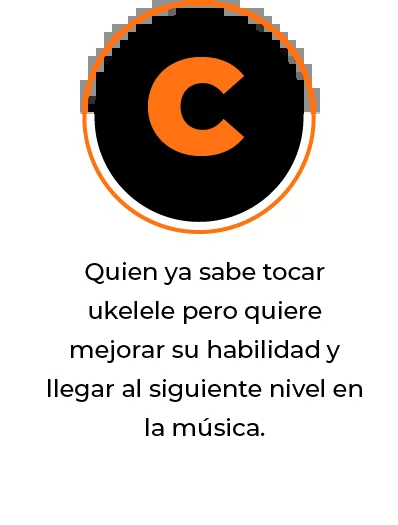 C
Quien ya sabe tocar
ukelele pero quiere
mejorar su habilidad y
llegar al siguiente nivel en
la música.